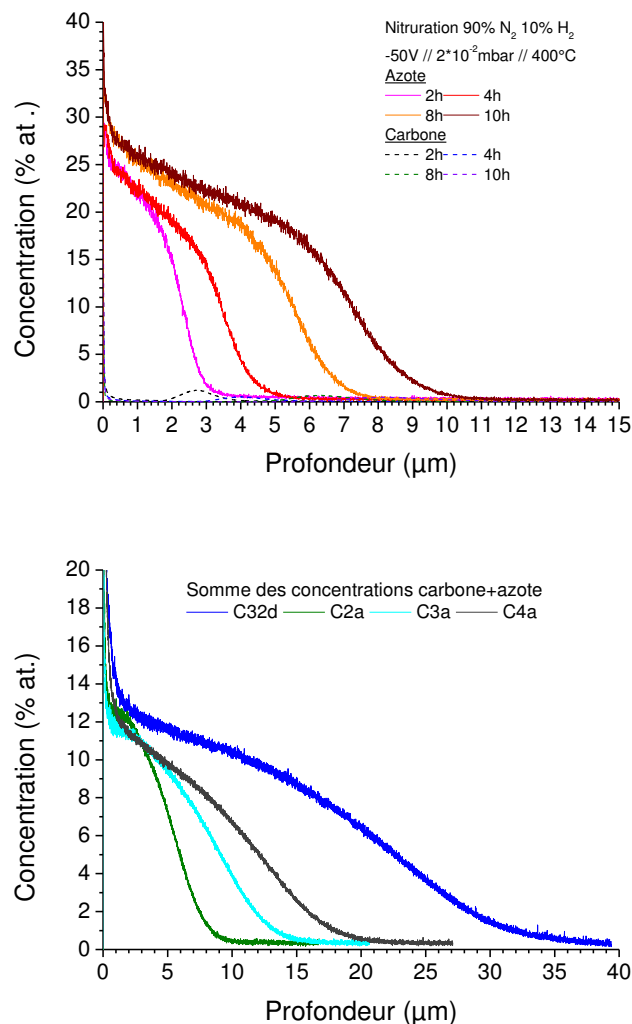 40
35
30
25
20
15
10
5
0
Concentration (% at .)
Nitruration 90% N₂ 10% H₂
-50V // 2*10⁻²mbar // 400°C
Azote
2h 4h
8h 10h
Carbone
2h 4h
8h 10h
0 1 2 3 4 5 6 7 8 9 10 11 12 13 14 15
Profondeur (µm)
20
18
16
14
12
10
8
6
4
2
0
Concentration (% at.)
Somme des concentrations carbone+azote
C32d C2a C3a C4a
0 5 10 15 20 25 30 35 40
Profondeur (µm)